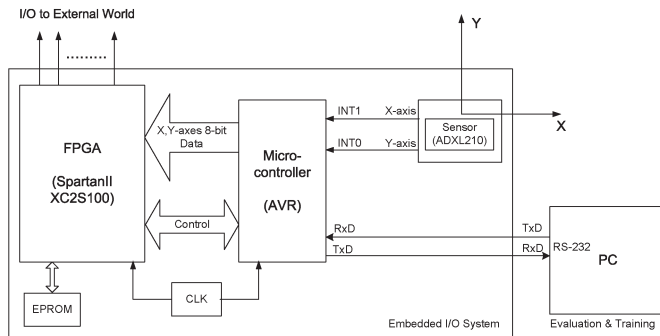 I/O to External World
Y
X
FPGA
(SpartanII
XC2S100)
X,Y-axes 8-bit
Data
Control
Micro-
controller
(AVR)
INT1
X-axis
INT0
Y-axis
Sensor
(ADXL210)
RxD
TxD
TxD
RxD
RS-232
PC
EPROM
CLK
Embedded I/O System
Evaluation & Training